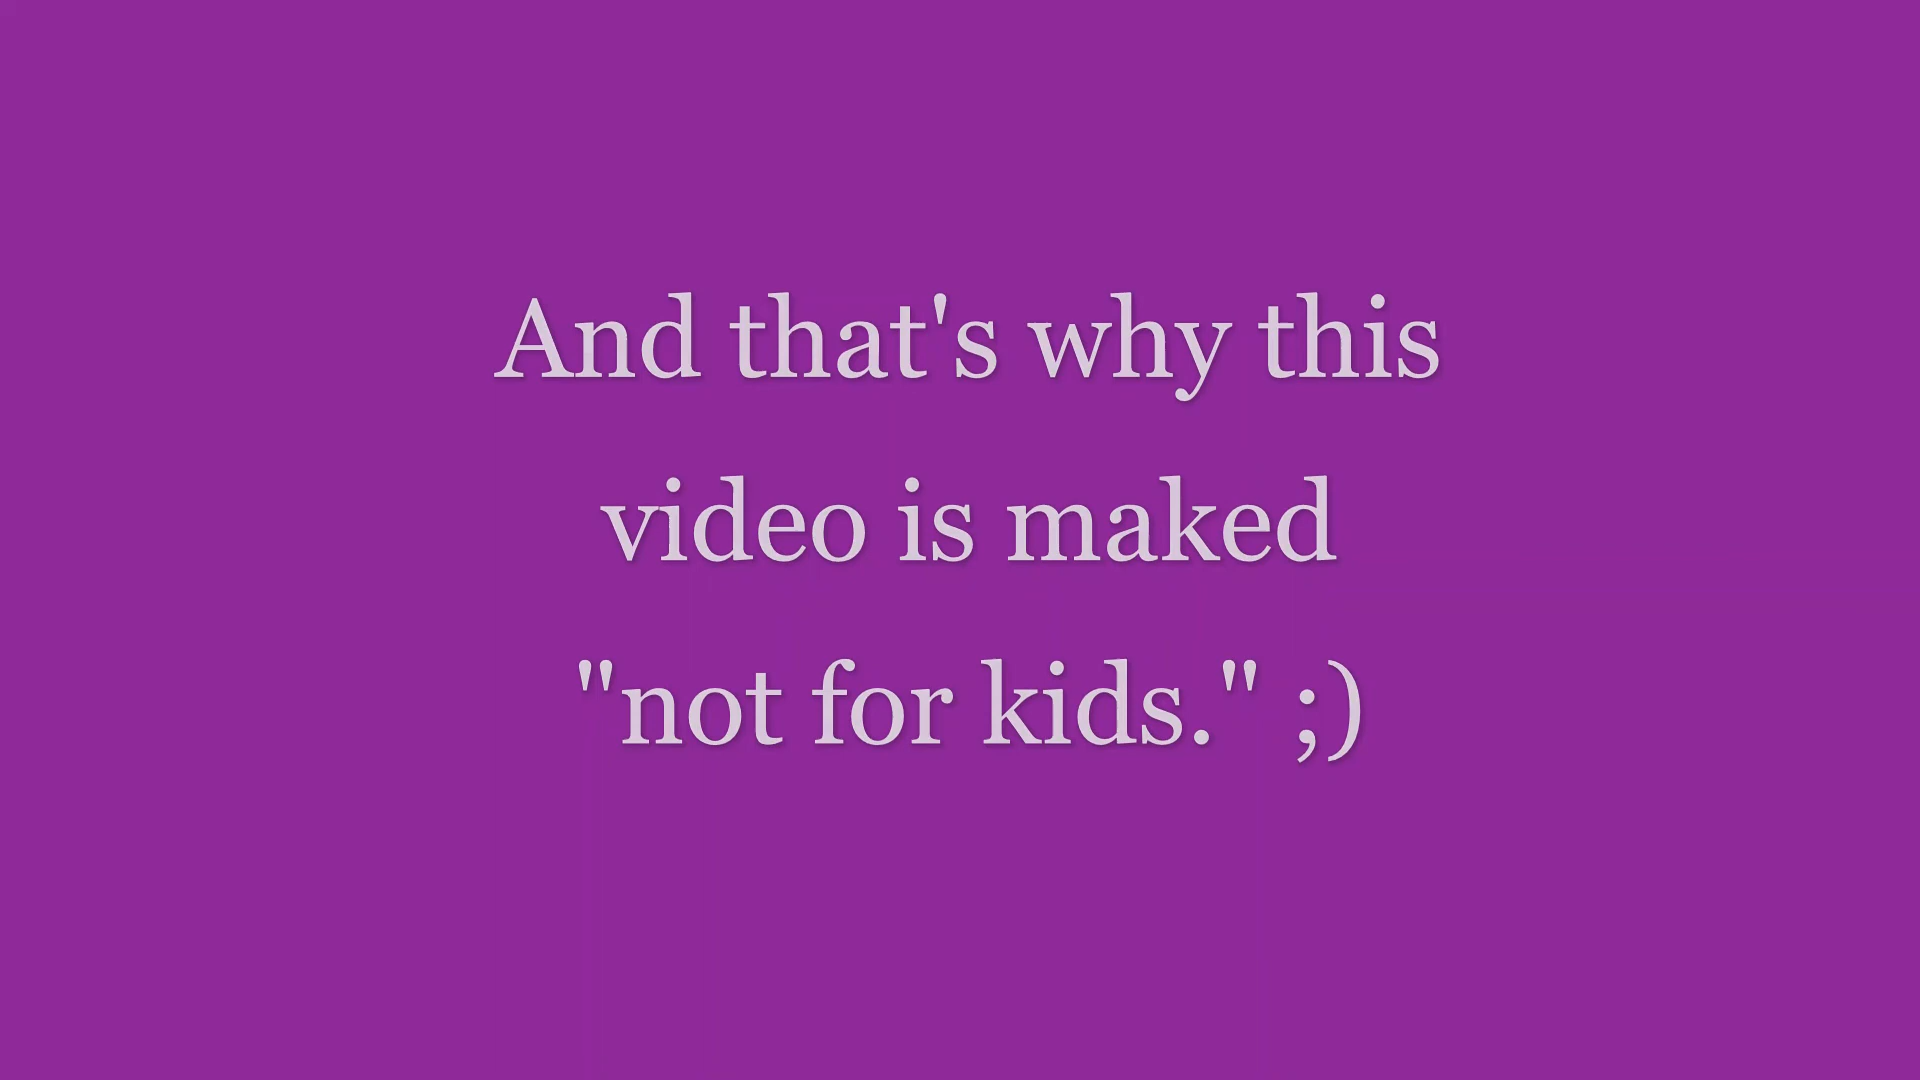 And that's why this
video is maked
"not for kids." ;)